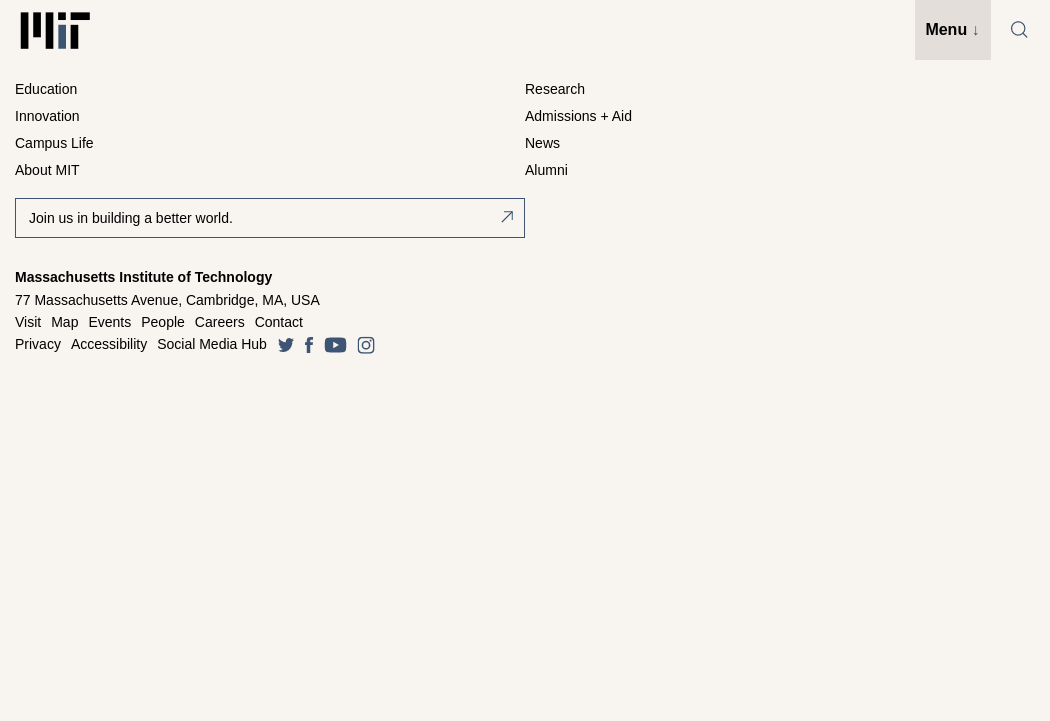 MIT
Menu ↓
Education
Research
Innovation
Admissions + Aid
Campus Life
News
About MIT
Alumni
Join us in building a better world.
Massachusetts Institute of Technology
77 Massachusetts Avenue, Cambridge, MA, USA
Visit Map Events People Careers Contact
Privacy Accessibility Social Media Hub